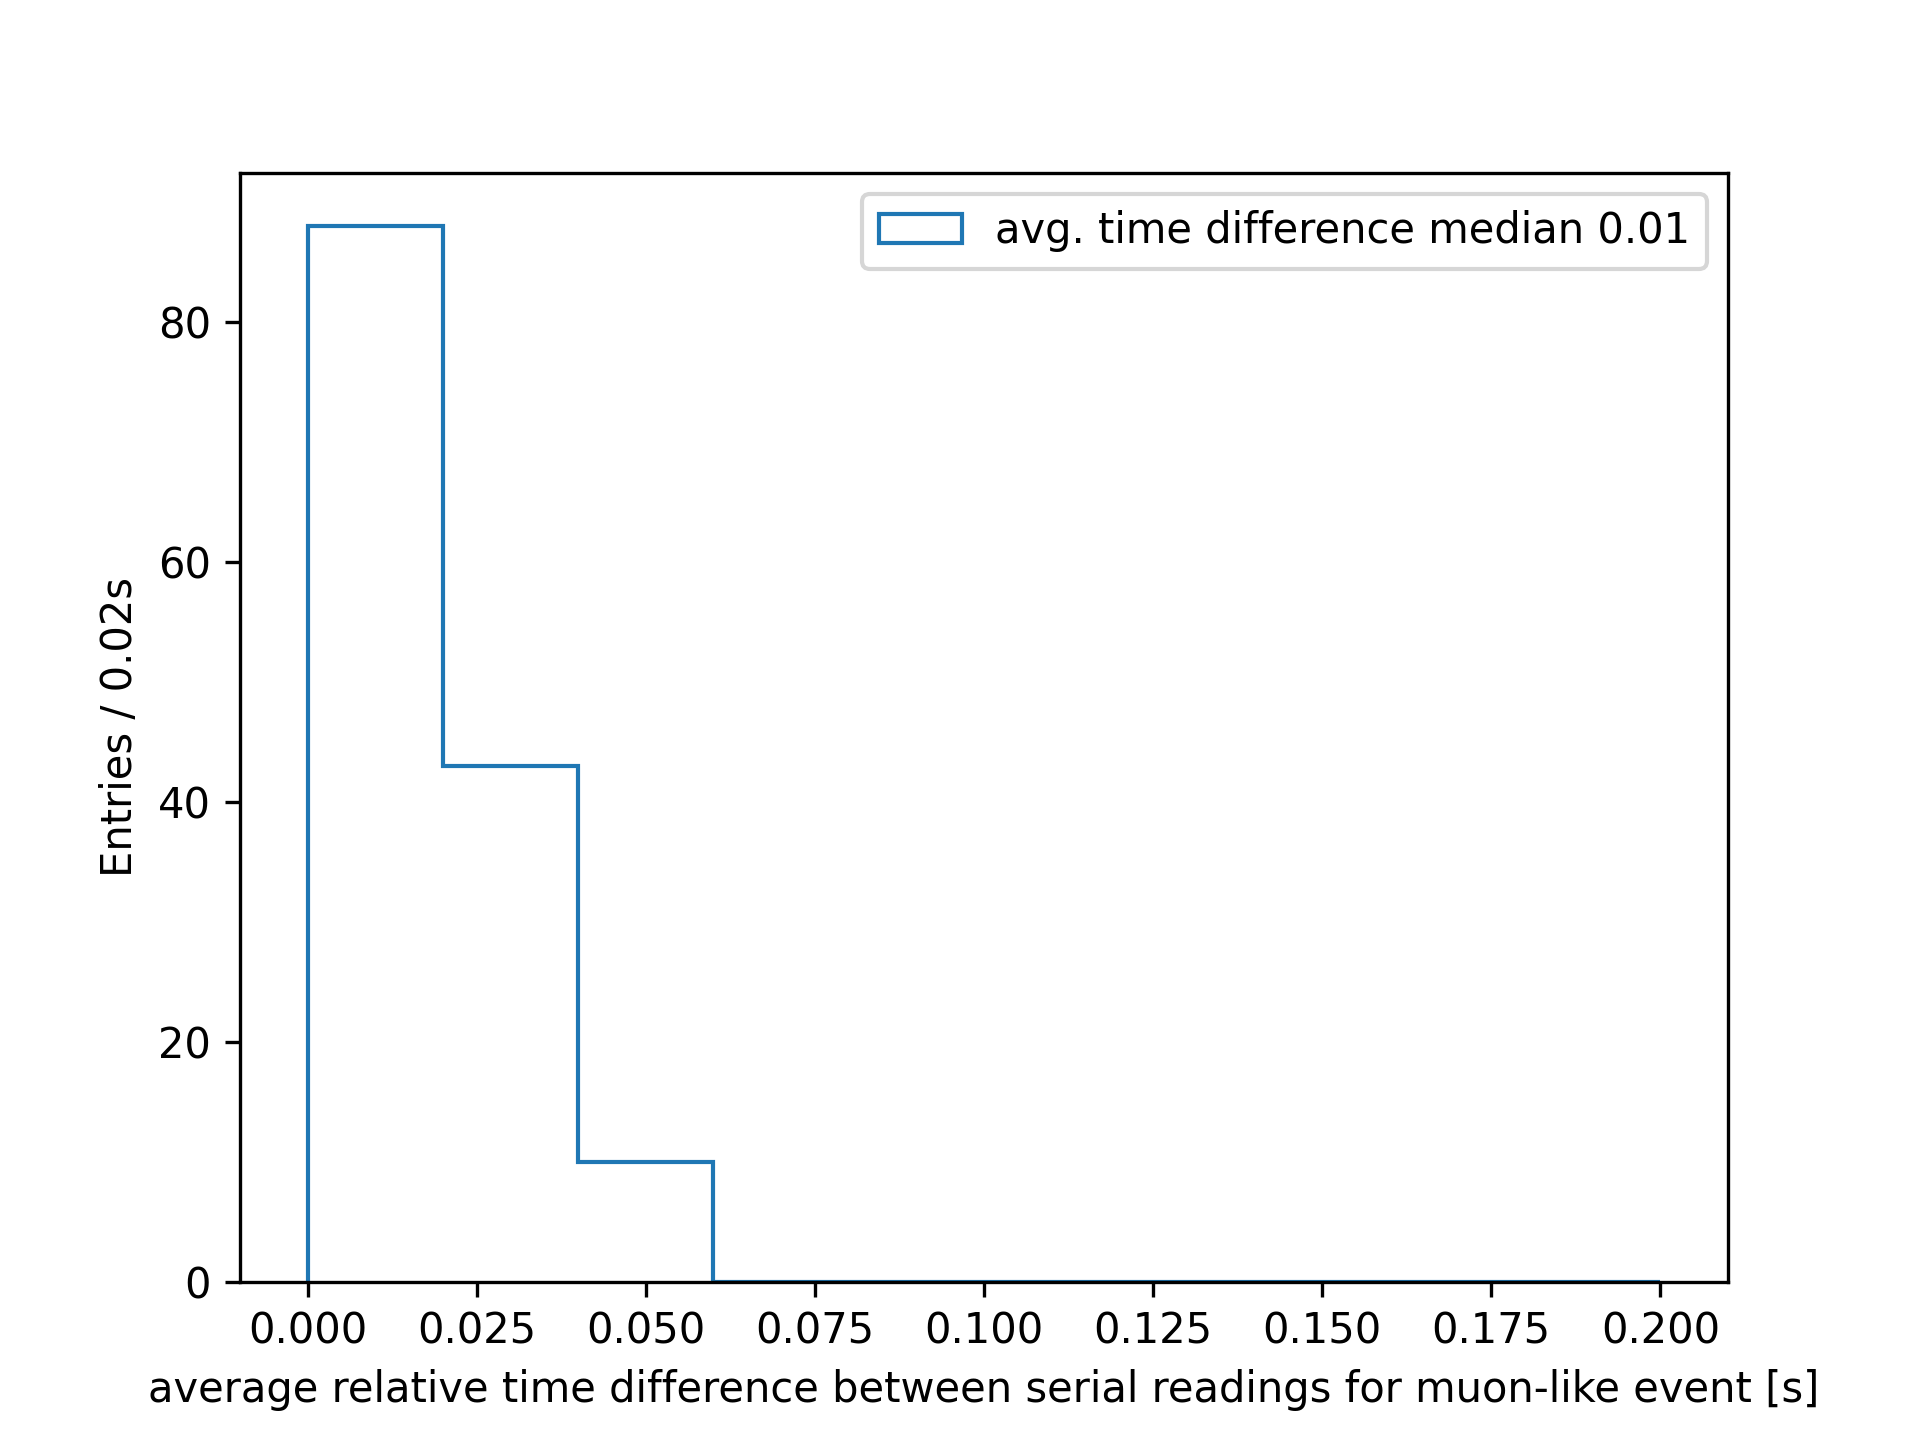 avg. time difference median 0.01
80
60
40
20
0
Entries / 0.02s
0.000 0.025 0.050 0.075 0.100 0.125 0.150 0.175 0.200
average relative time difference between serial readings for muon-like event [s]